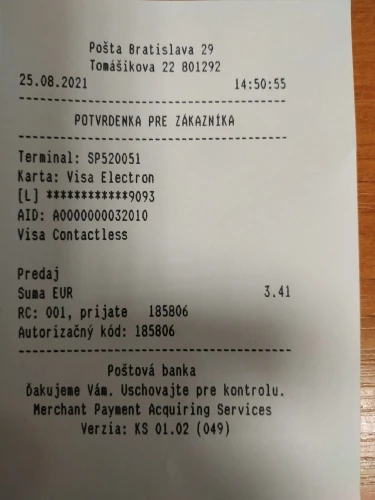 Pošta Bratislava 29
Tomášikova 22 801292
25.08.2021 14:50:55
POTVRDENKA PRE ZÁKAZNÍKA
Terminal: SP520051
Karta: Visa Electron
[L] ************9093
AID: A0000000032010
Visa Contactless
Predaj
Suma EUR 3.41
RC: 001, prijate 185806
Autorizačný kód: 185806
Poštová banka
Ďakujeme Vám. Uschovajte pre kontrolu.
Merchant Payment Acquiring Services
Verzia: KS 01.02 (049)